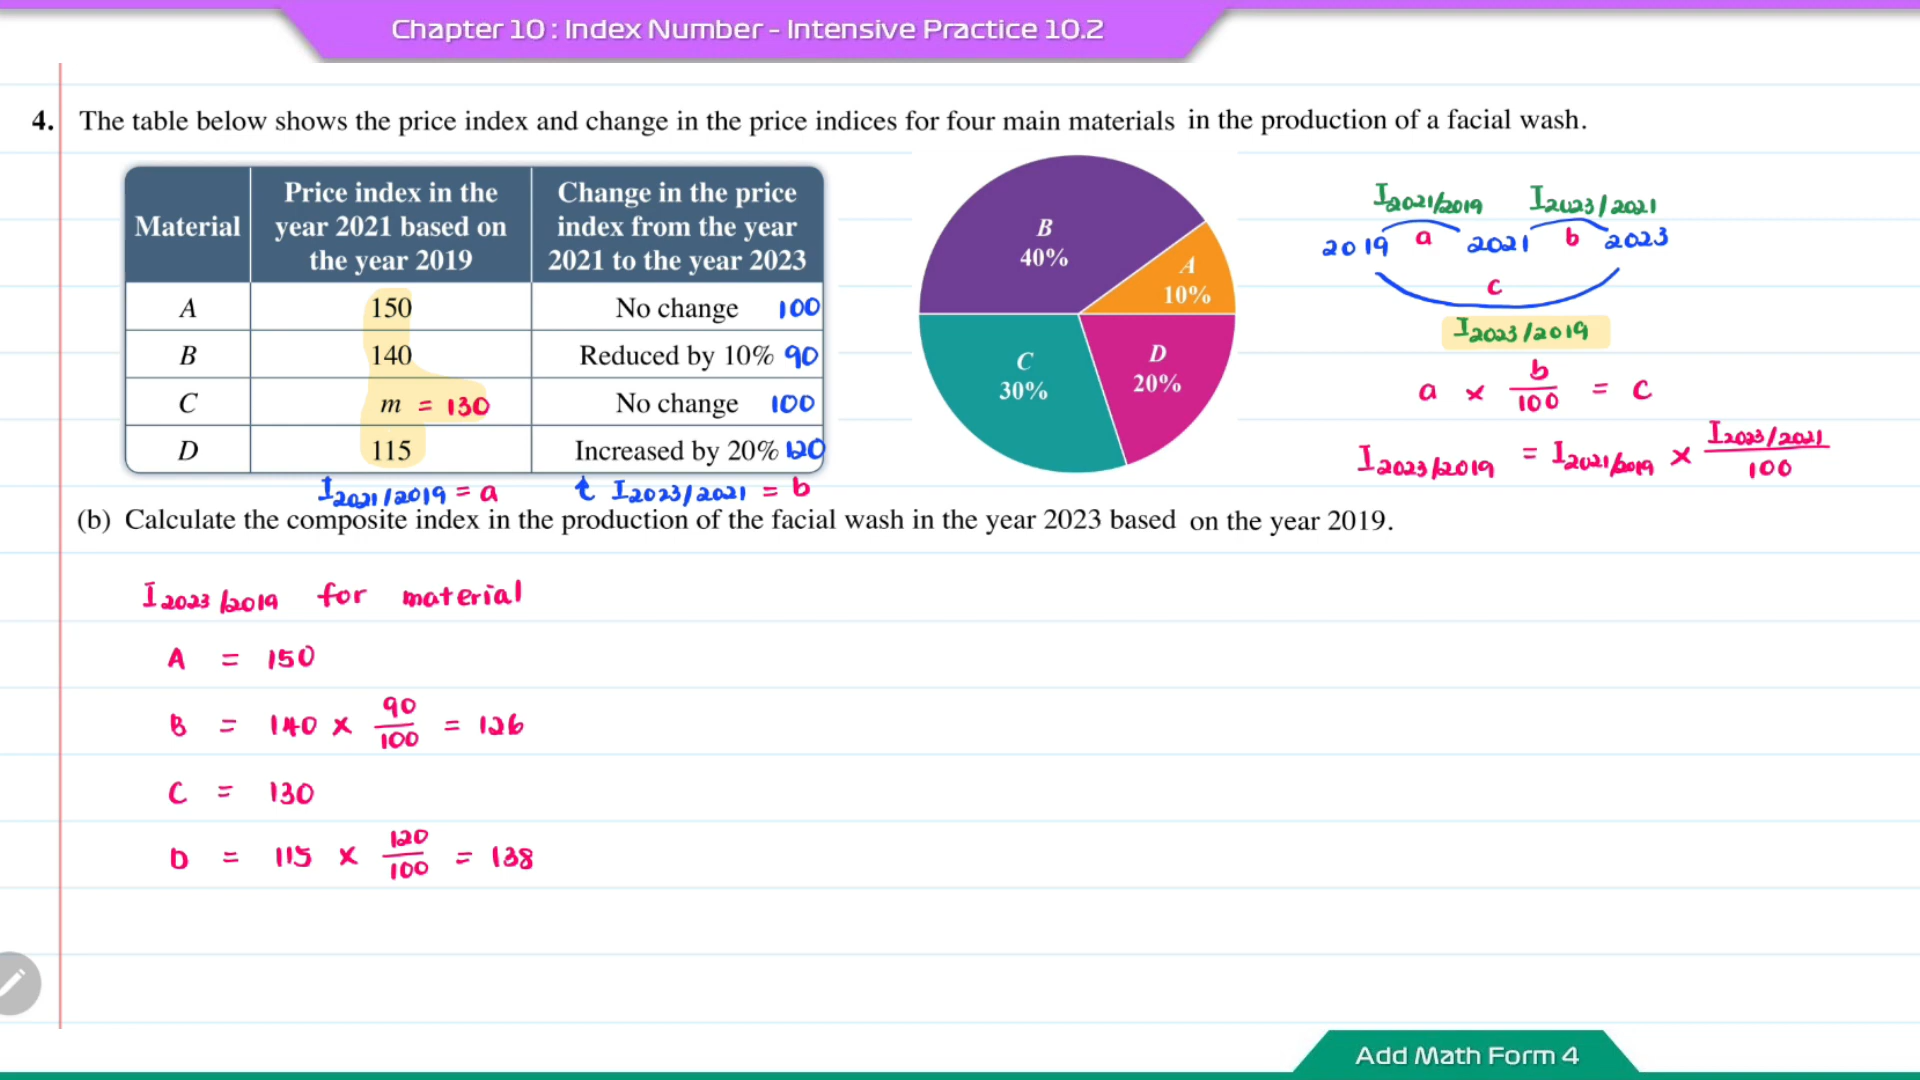 Chapter 10 : Index Number - Intensive Practice 10.2
4. The table below shows the price index and change in the price indices for four main materials in the production of a facial wash.
Material | Price index in the year 2021 based on the year 2019 | Change in the price index from the year 2021 to the year 2023
A 150 No change 100
B 140 Reduced by 10% 90
C m = 130 No change 100
D 115 Increased by 20% 120
I2021/2019 = a I2023/2021 = b
B
40%
A
10%
C
30%
D
20%
I2021/2019 I2023/2021
2019 a 2021 b 2023
c
I2023/2019
a × b/100 = c
I2023/2019 = I2021/2019 × I2023/2021 / 100
(b) Calculate the composite index in the production of the facial wash in the year 2023 based on the year 2019.
I2023/2019 for material
A = 150
B = 140 × 90/100 = 126
C = 130
D = 115 × 120/100 = 138
Add Math Form 4